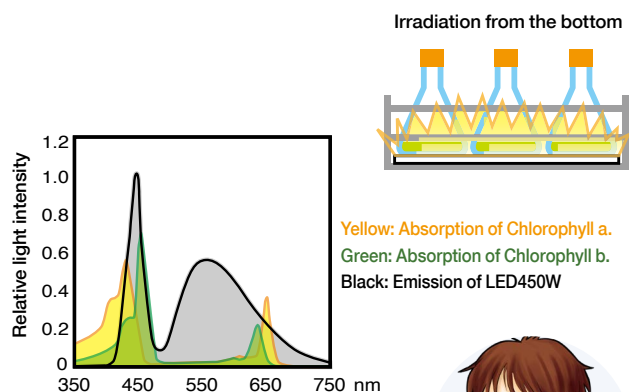 Irradiation from the bottom
Relative light intensity
1.2
1.0
0.8
0.6
0.4
0.2
0
350 450 550 650 750 nm
Yellow: Absorption of Chlorophyll a.
Green: Absorption of Chlorophyll b.
Black: Emission of LED450W